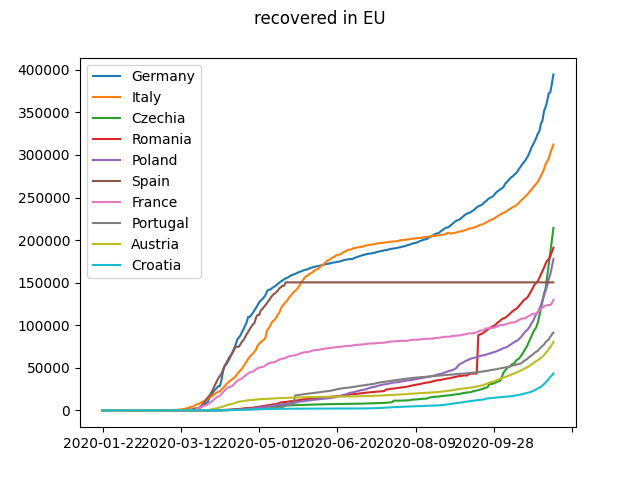 recovered in EU
400000
350000
300000
250000
200000
150000
100000
50000
0
Germany
Italy
Czechia
Romania
Poland
Spain
France
Portugal
Austria
Croatia
2020-01-22 2020-03-12 2020-05-01 2020-06-20 2020-08-09 2020-09-28